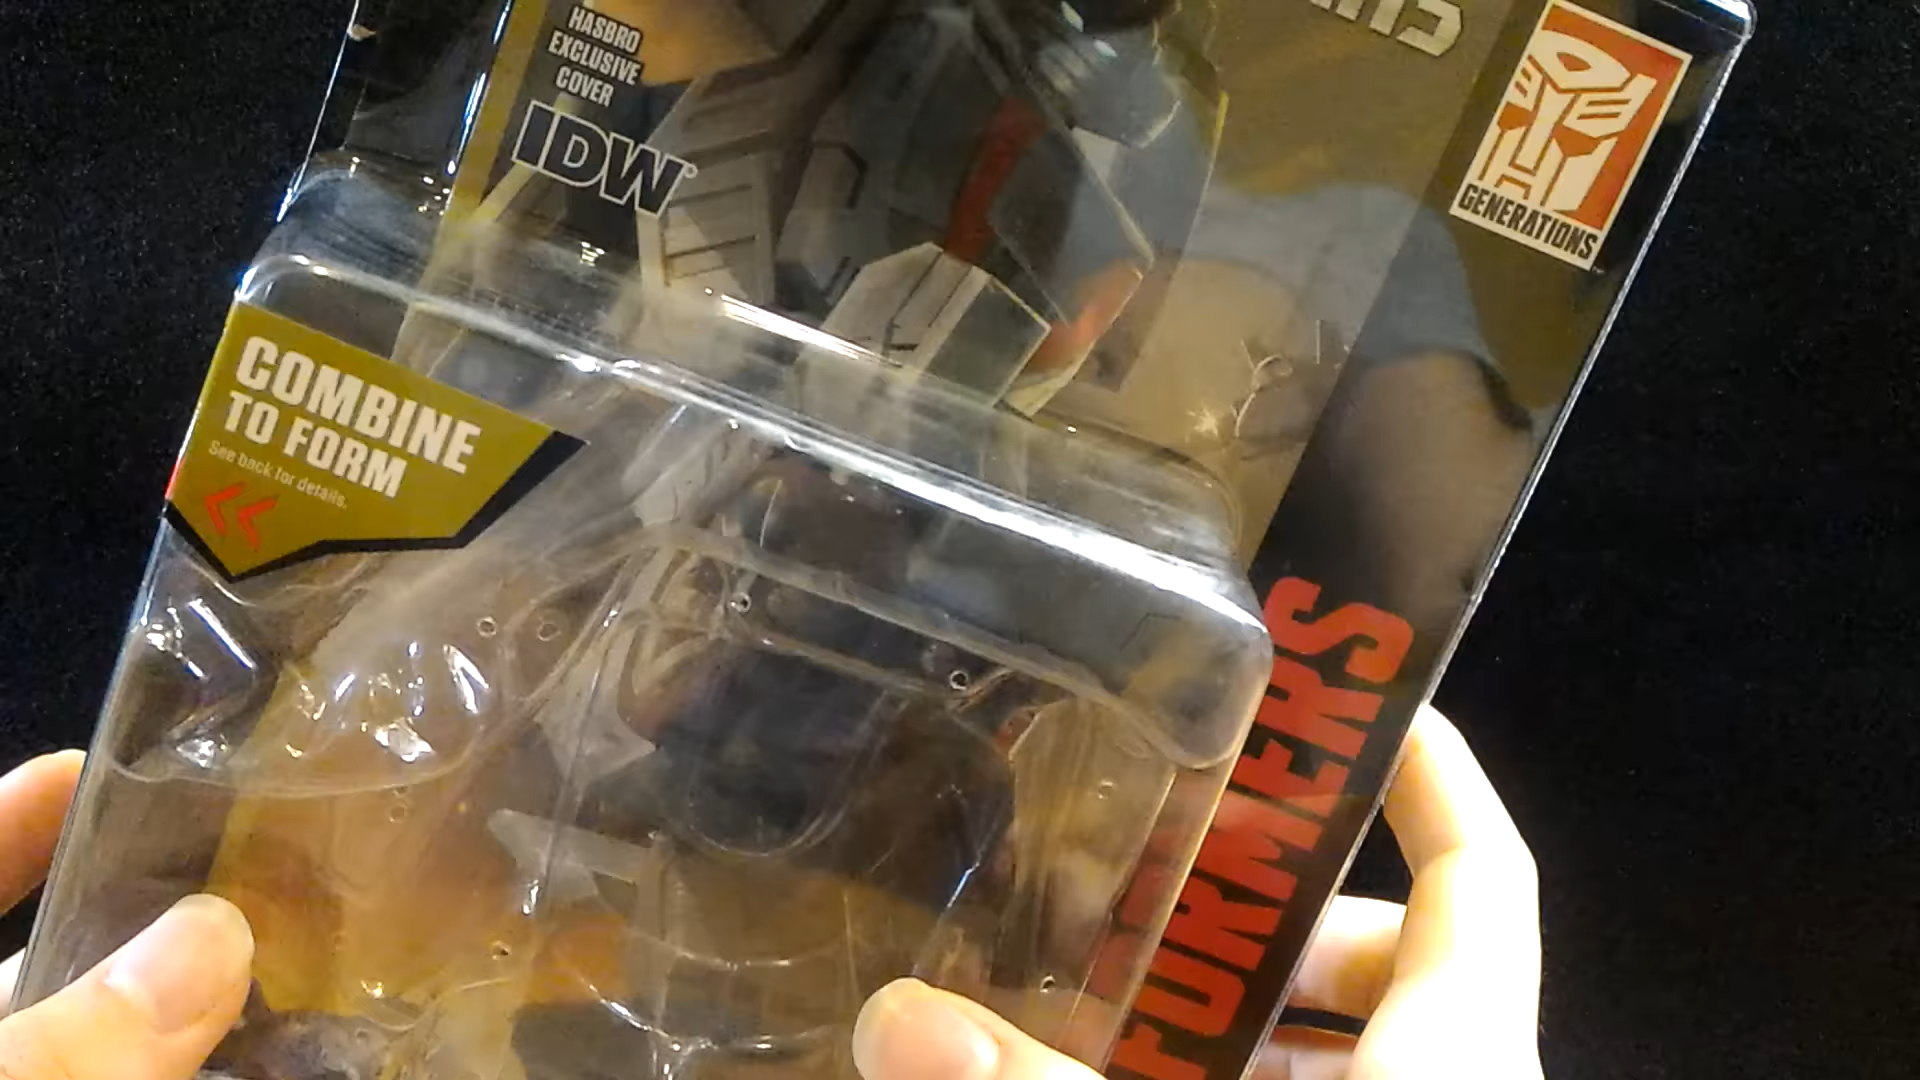 HASBRO
EXCLUSIVE
COVER
IDW
GENERATIONS
COMBINE
TO FORM
See back for details.
FORMERS